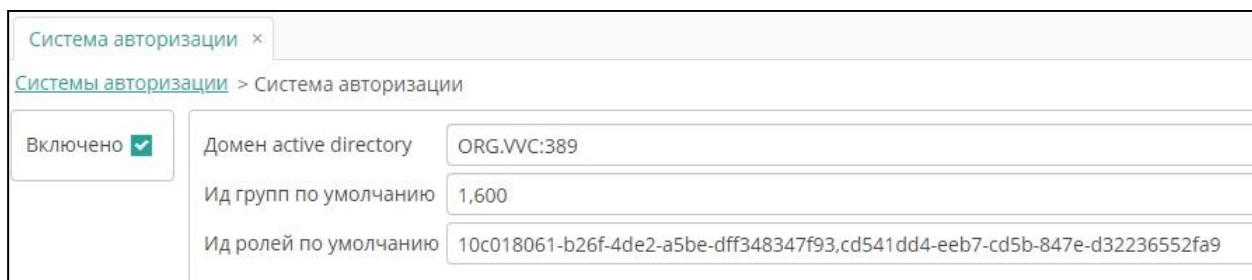 Система авторизации ×
Системы авторизации > Система авторизации
Включено
Домен active directory ORG.VVC:389
Ид групп по умолчанию 1,600
Ид ролей по умолчанию 10c018061-b26f-4de2-a5be-dff348347f93,cd541dd4-eeb7-cd5b-847e-d32236552fa9